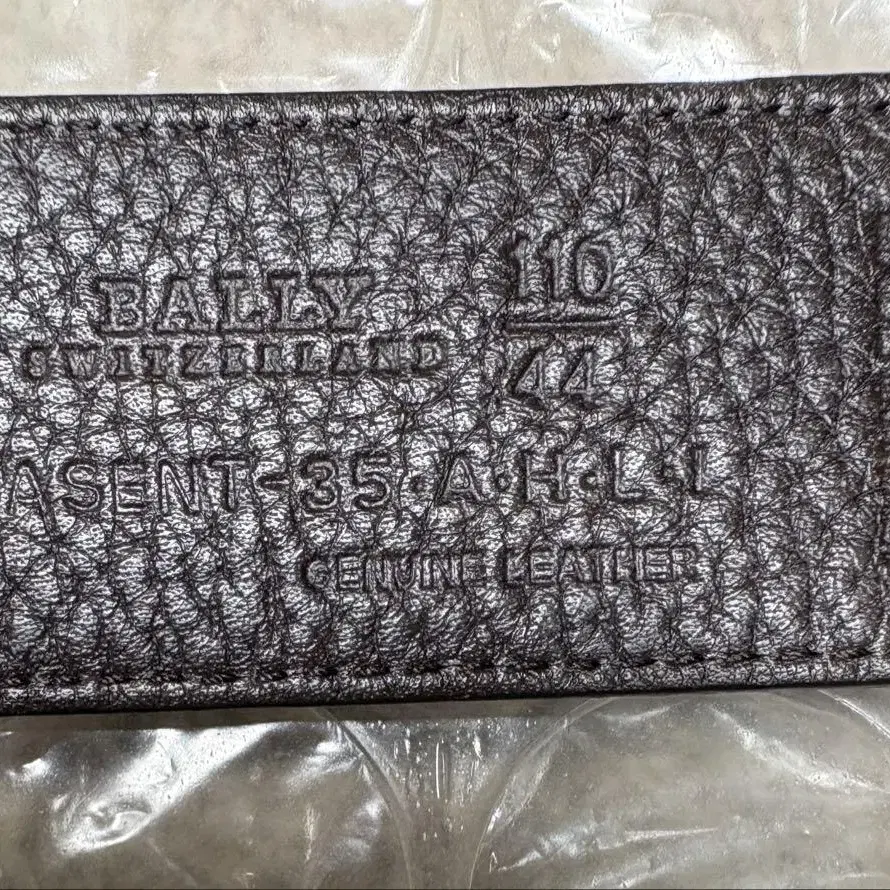 BALLY
SWITZERLAND
110
44
ASENT-35·A·H·L·I
GENUINE LEATHER